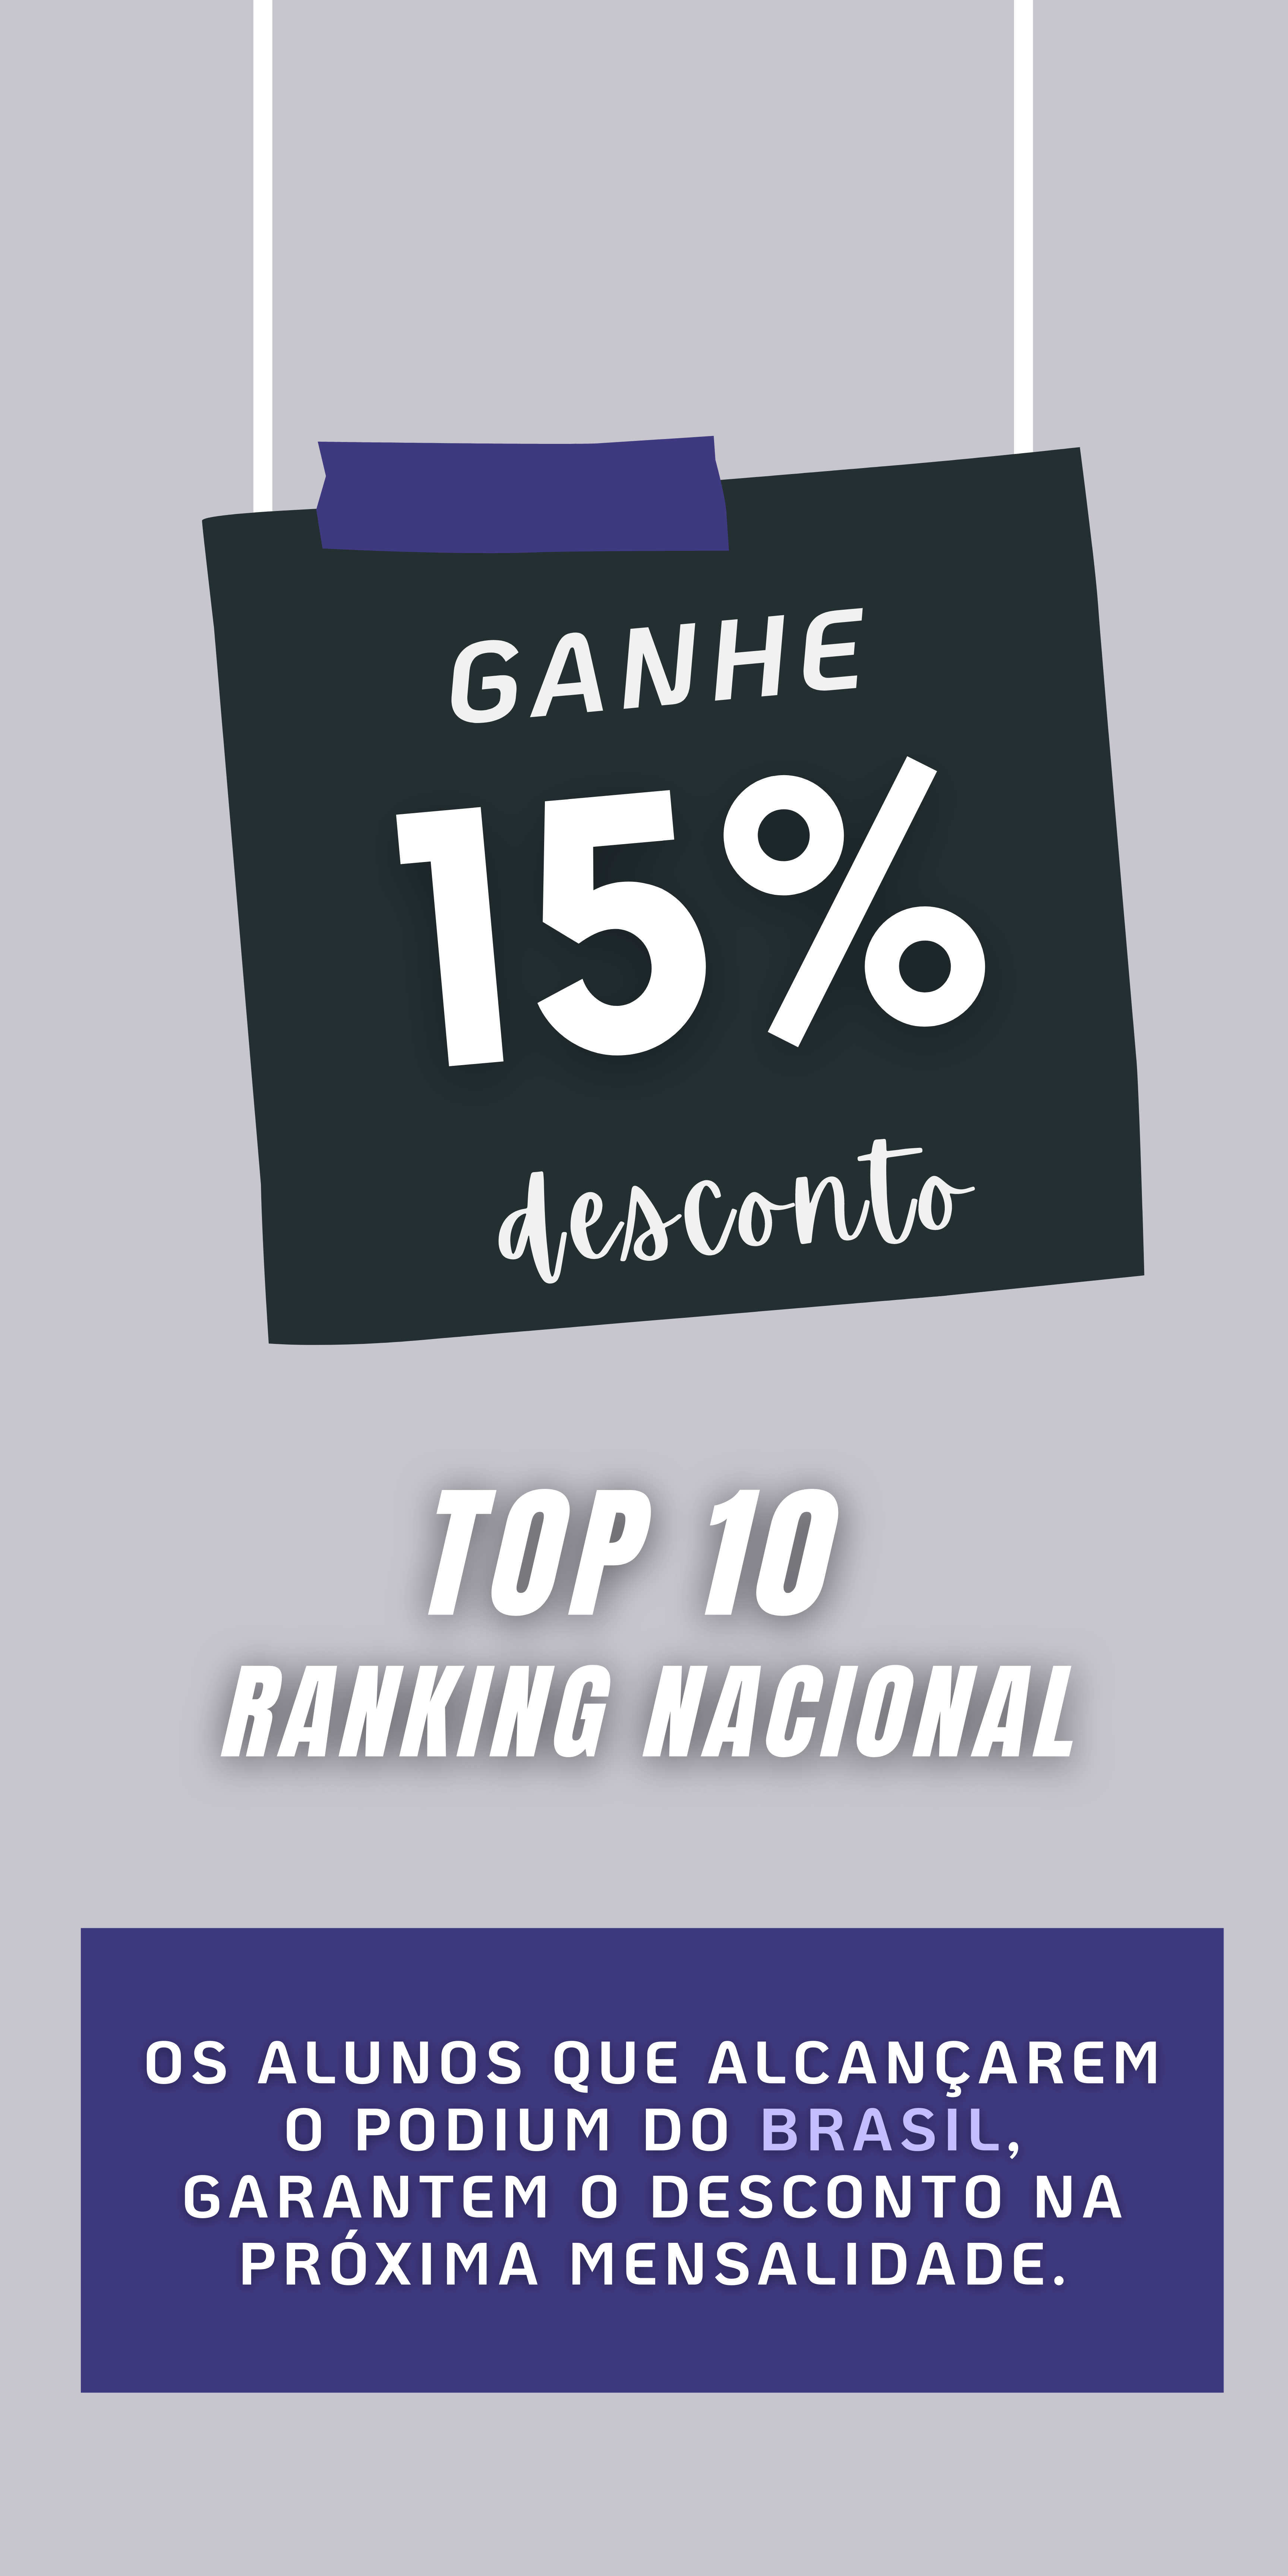 GANHE
15%
desconto
TOP 10
RANKING NACIONAL
OS ALUNOS QUE ALCANÇAREM
O PODIUM DO BRASIL,
GARANTEM O DESCONTO NA
PRÓXIMA MENSALIDADE.